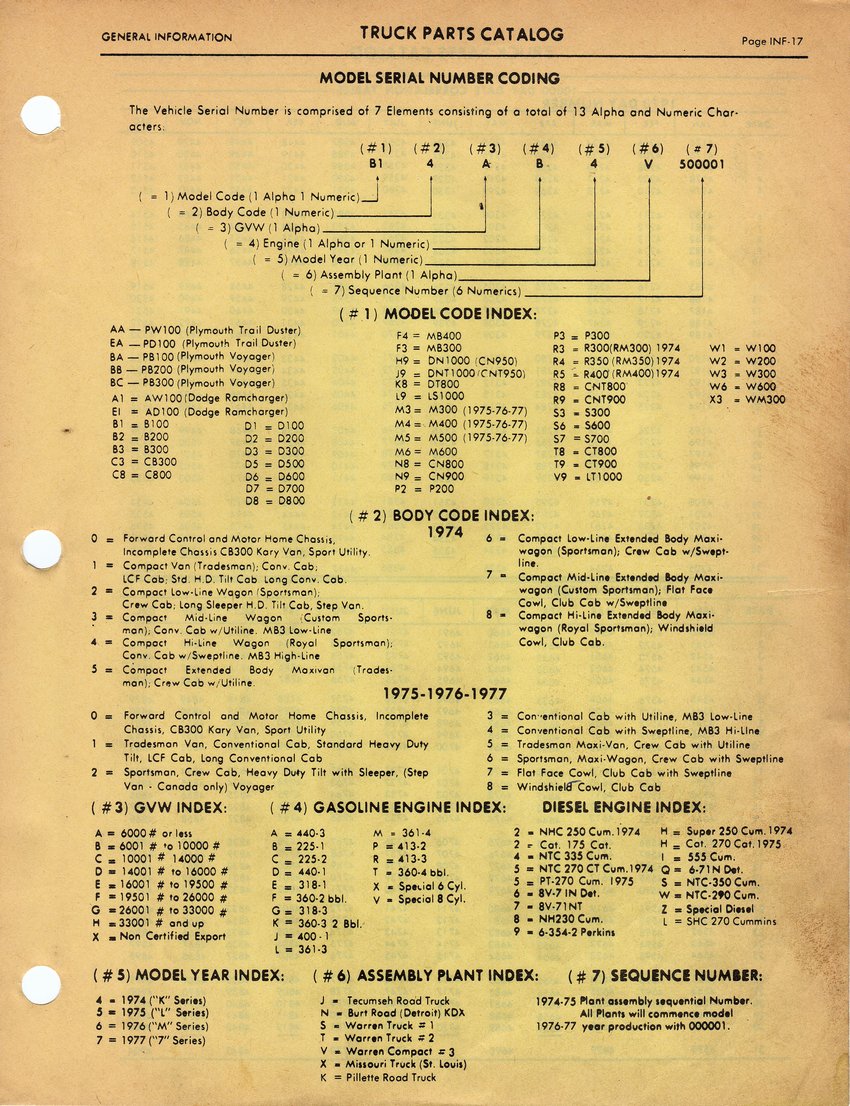 GENERAL INFORMATION
TRUCK PARTS CATALOG
Page INF-17
MODEL SERIAL NUMBER CODING
The Vehicle Serial Number is comprised of 7 Elements consisting of a total of 13 Alpha and Numeric Char-
acters:
(#1) (#2) (#3) (#4) (#5) (#6) (#7)
B1 4 A B 4 V 500001
( = 1) Model Code (1 Alpha 1 Numeric)
( = 2) Body Code (1 Numeric)
( = 3) GVW (1 Alpha)
( = 4) Engine (1 Alpha or 1 Numeric)
( = 5) Model Year (1 Numeric)
( = 6) Assembly Plant (1 Alpha)
( = 7) Sequence Number (6 Numerics)
(#1) MODEL CODE INDEX:
AA — PW100 (Plymouth Trail Duster)
EA — PD100 (Plymouth Trail Duster)
BA — PB100 (Plymouth Voyager)
BB — PB200 (Plymouth Voyager)
BC — PB300 (Plymouth Voyager)
A1 = AW100 (Dodge Ramcharger)
E1 = AD100 (Dodge Ramcharger)
B1 = B100
B2 = B200
B3 = B300
C3 = CB300
C8 = C800
D1 = D100
D2 = D200
D3 = D300
D5 = D500
D6 = D600
D7 = D700
D8 = D800
F4 = MB400
F3 = MB300
H9 = DN1000 (CN950)
J9 = DNT1000 (CNT950)
K8 = DT800
L9 = LS1000
M3 = M300 (1975-76-77)
M4 = M400 (1975-76-77)
M5 = M500 (1975-76-77)
M6 = M600
N8 = CN800
N9 = CN900
P2 = P200
P3 = P300
R3 = R300(RM300) 1974
R4 = R350 (RM350) 1974
R5 = R400 (RM400) 1974
R8 = CNT800
R9 = CNT900
S3 = S300
S6 = S600
S7 = S700
T8 = CT800
T9 = CT900
V9 = LT1000
W1 = W100
W2 = W200
W3 = W300
W6 = W600
X3 = WM300
(#2) BODY CODE INDEX:
1974
0 = Forward Control and Motor Home Chassis,
Incomplete Chassis CB300 Kary Van, Sport Utility.
1 = Compact Van (Tradesman); Conv. Cab;
LCF Cab; Std. H.D. Tilt Cab Long Conv. Cab.
2 = Compact Low-Line Wagon (Sportsman);
Crew Cab; Long Sleeper H.D. Tilt Cab, Step Van.
3 = Compact Mid-Line Wagon (Custom Sports-
man); Conv. Cab w/Utiline. MB3 Low-Line
4 = Compact Hi-Line Wagon (Royal Sportsman);
Conv. Cab w/Sweptline. MB3 High-Line
5 = Compact Extended Body Maxivan (Trades-
man); Crew Cab w/Utiline.
6 = Compact Low-Line Extended Body Maxi-
wagon (Sportsman); Crew Cab w/Swept-
line.
7 = Compact Mid-Line Extended Body Maxi-
wagon (Custom Sportsman); Flat Face
Cowl, Club Cab w/Sweptline
8 = Compact Hi-Line Extended Body Maxi-
wagon (Royal Sportsman); Windshield
Cowl, Club Cab.
1975-1976-1977
0 = Forward Control and Motor Home Chassis, Incomplete
Chassis, CB300 Kary Van, Sport Utility
1 = Tradesman Van, Conventional Cab, Standard Heavy Duty
Tilt, LCF Cab, Long Conventional Cab
2 = Sportsman, Crew Cab, Heavy Duty Tilt with Sleeper, (Step
Van - Canada only) Voyager
3 = Conventional Cab with Utiline, MB3 Low-Line
4 = Conventional Cab with Sweptline, MB3 Hi-LIne
5 = Tradesman Maxi-Van, Crew Cab with Utiline
6 = Sportsman, Maxi-Wagon, Crew Cab with Sweptline
7 = Flat Face Cowl, Club Cab with Sweptline
8 = Windshield Cowl, Club Cab
(#3) GVW INDEX:
A = 6000 # or less
B = 6001 # to 10000 #
C = 10001 # 14000 #
D = 14001 # to 16000 #
E = 16001 # to 19500 #
F = 19501 # to 26000 #
G = 26001 # to 33000 #
H = 33001 # and up
X = Non Certified Export
(#4) GASOLINE ENGINE INDEX:
A = 440-3
B = 225-1
C = 225-2
D = 440-1
E = 318-1
F = 360-2 bbl.
G = 318-3
K = 360-3 2 Bbl.
J = 400-1
L = 361-3
M = 361-4
P = 413-2
R = 413-3
T = 360-4 bbl.
X = Special 6 Cyl.
V = Special 8 Cyl.
DIESEL ENGINE INDEX:
2 = NHC 250 Cum. 1974
2 = Cat. 175 Cat.
4 = NTC 335 Cum.
5 = NTC 270 CT Cum. 1974
5 = PT-270 Cum. 1975
6 = 8V-7 IN Det.
7 = 8V-71NT
8 = NH230 Cum.
9 = 6-354-2 Perkins
H = Super 250 Cum. 1974
H = Cat. 270 Cat. 1975
I = 555 Cum.
Q = 6-71N Det.
S = NTC-350 Cum.
W = NTC-290 Cum.
Z = Special Diesel
L = SHC 270 Cummins
(#5) MODEL YEAR INDEX:
4 = 1974 ("K" Series)
5 = 1975 ("L" Series)
6 = 1976 ("M" Series)
7 = 1977 ("7" Series)
(#6) ASSEMBLY PLANT INDEX:
J = Tecumseh Road Truck
N = Burt Road (Detroit) KDX
S = Warren Truck #1
T = Warren Truck #2
V = Warren Compact #3
X = Missouri Truck (St. Louis)
K = Pillette Road Truck
(#7) SEQUENCE NUMBER:
1974-75 Plant assembly sequential Number.
All Plants will commence model
1976-77 year production with 000001.